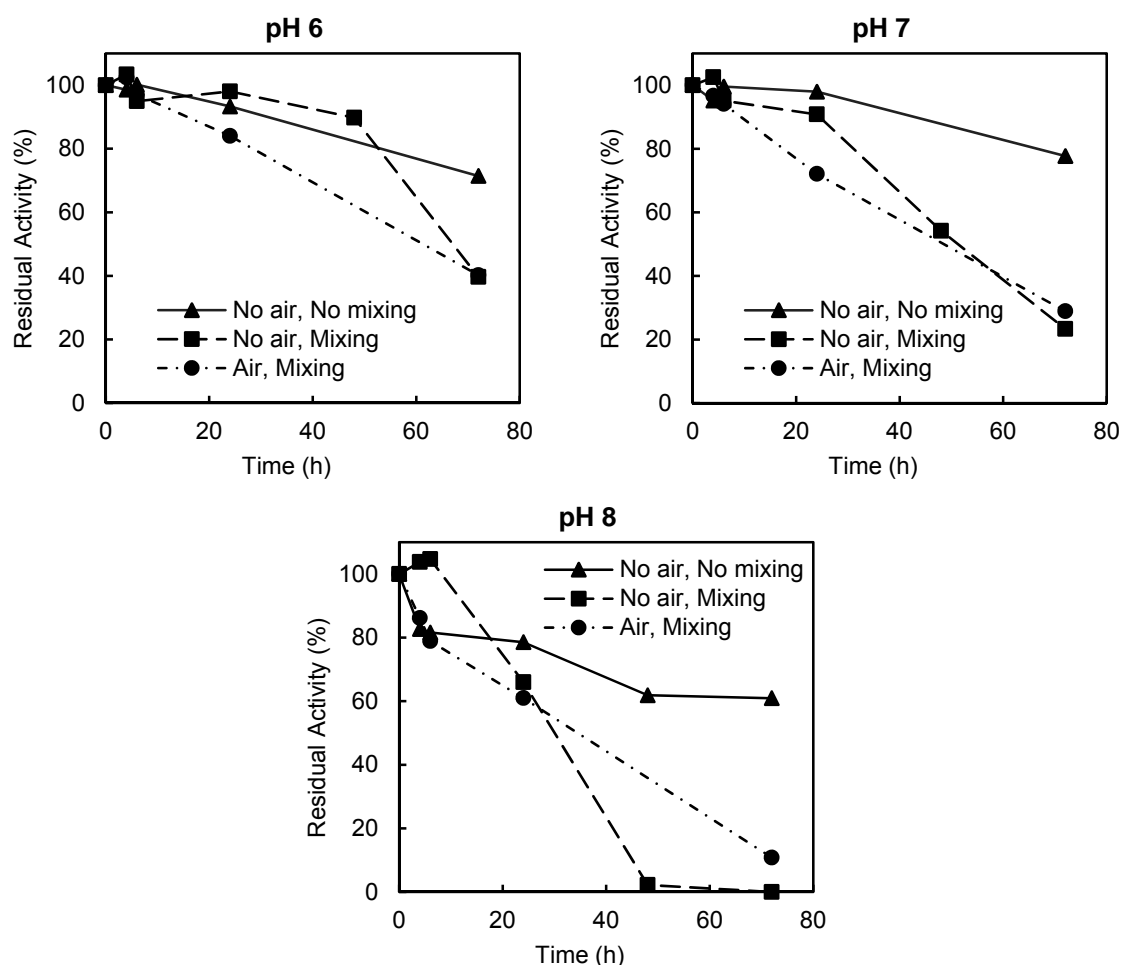 pH 6
100
80
60
40
20
0
Residual Activity (%)
No air, No mixing
No air, Mixing
Air, Mixing
0 20 40 60 80
Time (h)
pH 7
100
80
60
40
20
0
Residual Activity (%)
No air, No mixing
No air, Mixing
Air, Mixing
0 20 40 60 80
Time (h)
pH 8
100
80
60
40
20
0
Residual Activity (%)
No air, No mixing
No air, Mixing
Air, Mixing
0 20 40 60 80
Time (h)